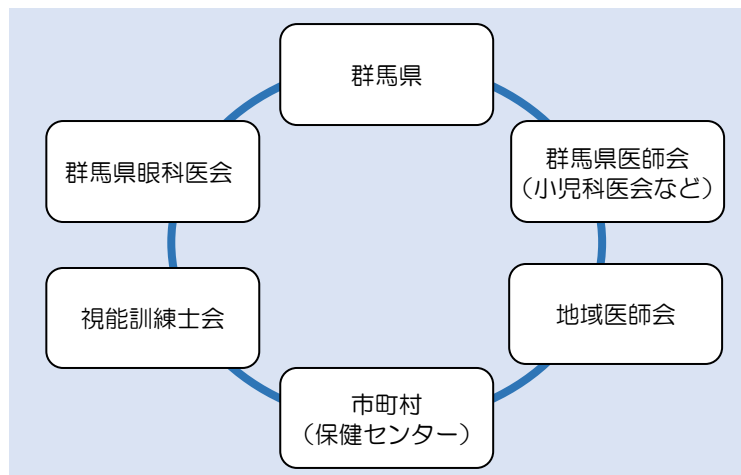 群馬県
群馬県眼科医会
群馬県医師会
（小児科医会など）
視能訓練士会
地域医師会
市町村
（保健センター）